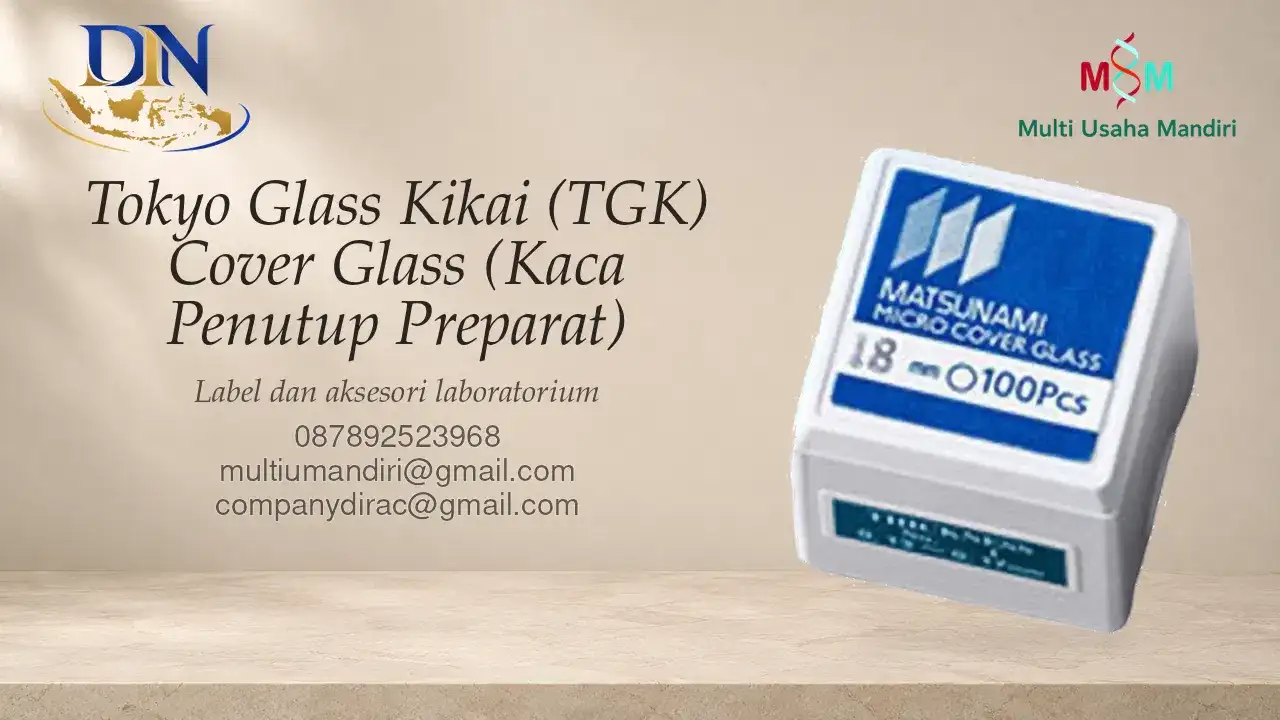 DIN
M M
Multi Usaha Mandiri
Tokyo Glass Kikai (TGK)
Cover Glass (Kaca
Penutup Preparat)
Label dan aksesori laboratorium
087892523968
multiumandiri@gmail.com
companydirac@gmail.com
MATSUNAMI
MICRO COVER GLASS
18 mm 100Pcs